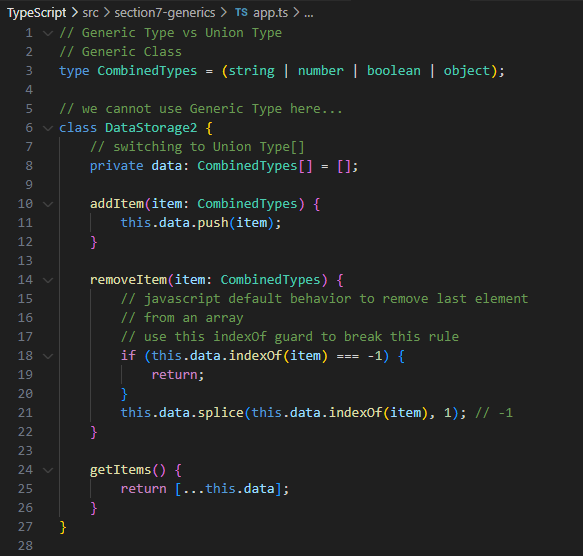 TypeScript > src > section7-generics > TS app.ts > ...
1 // Generic Type vs Union Type
2 // Generic Class
3 type CombinedTypes = (string | number | boolean | object);
4
5 // we cannot use Generic Type here...
6 class DataStorage2 {
7     // switching to Union Type[]
8     private data: CombinedTypes[] = [];
9
10     addItem(item: CombinedTypes) {
11         this.data.push(item);
12     }
13
14     removeItem(item: CombinedTypes) {
15         // javascript default behavior to remove last element
16         // from an array
17         // use this indexOf guard to break this rule
18         if (this.data.indexOf(item) === -1) {
19             return;
20         }
21         this.data.splice(this.data.indexOf(item), 1); // -1
22     }
23
24     getItems() {
25         return [...this.data];
26     }
27 }
28